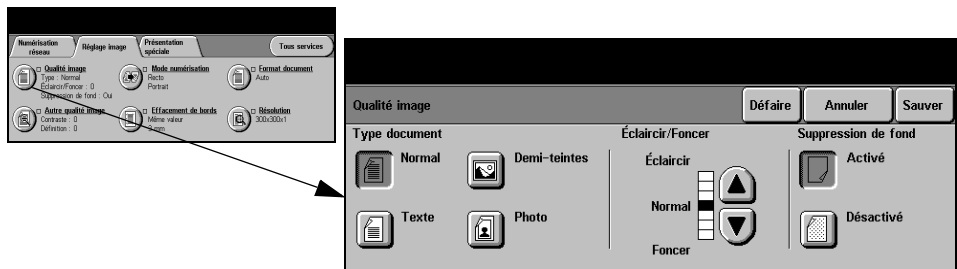 Numérisation réseau
Réglage image
Présentation spéciale
Tous services
Qualité image
Type : Normal
Éclaircir/Foncer : 0
Suppression de fond : Oui
Mode numérisation
Recto
Portrait
Format document
Auto
Autre qualité image
Contraste : 0
Définition : 0
Effacement de bords
Même valeur
3 mm
Résolution
300x300x1
Qualité image
Défaire
Annuler
Sauver
Type document
Éclaircir/Foncer
Suppression de fond
Normal
Demi-teintes
Éclaircir
Activé
Normal
Texte
Photo
Désactivé
Foncer